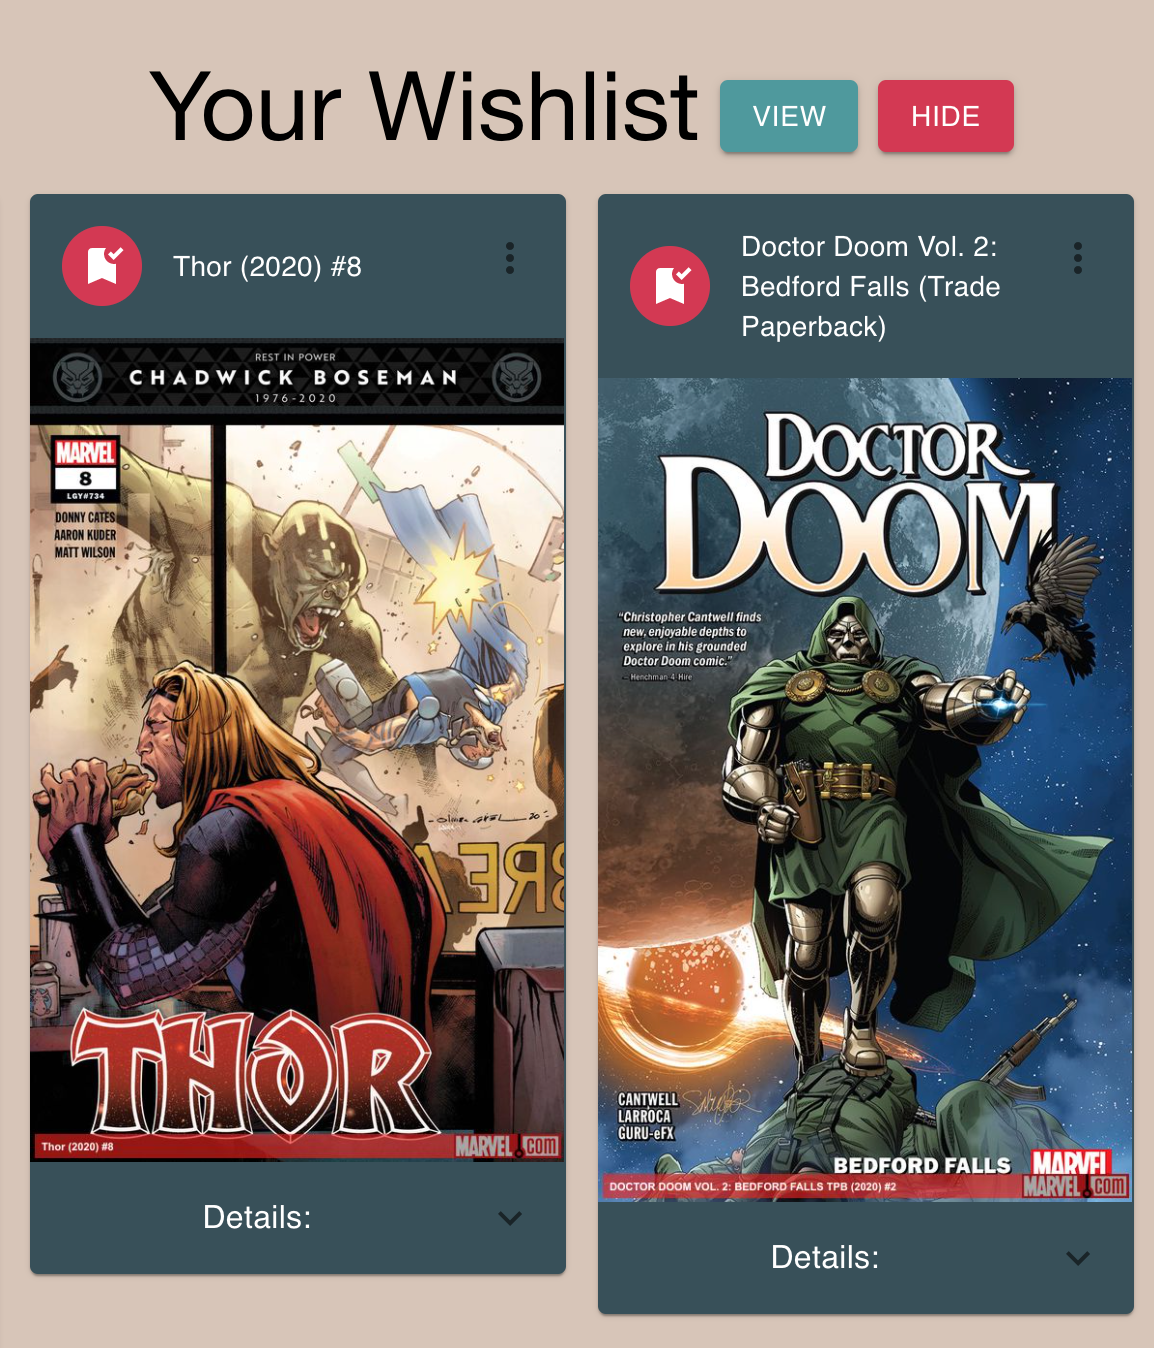 Your Wishlist
VIEW
HIDE
Thor (2020) #8
REST IN POWER
CHADWICK BOSEMAN
1976-2020
MARVEL
8
LGY#734
DONNY CATES
AARON KUDER
MATT WILSON
BREA
THOR
Thor (2020) #8
MARVEL.com
Details:
Doctor Doom Vol. 2:
Bedford Falls (Trade
Paperback)
DOCTOR
DOOM
"Christopher Cantwell finds
new, enjoyable depths to
explore in his grounded
Doctor Doom comic."
- Henchman 4 Hire
CANTWELL
LARROCA
GURU-eFX
BEDFORD FALLS
MARVEL
DOCTOR DOOM VOL. 2: BEDFORD FALLS TPB (2020) #2
MARVEL.com
Details: